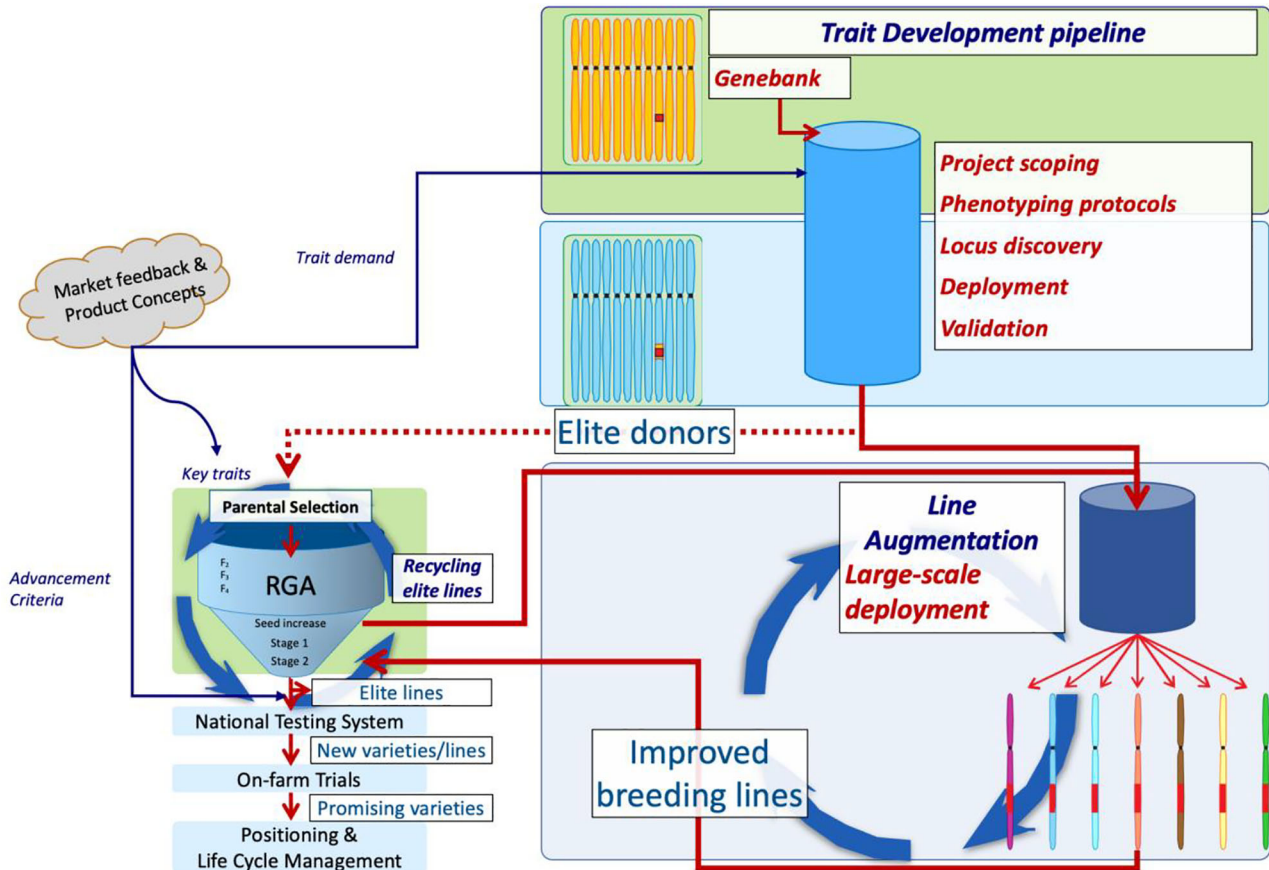 Trait Development pipeline
Genebank
Project scoping
Phenotyping protocols
Locus discovery
Deployment
Validation
Trait demand
Market feedback &
Product Concepts
Elite donors
Key traits
Parental Selection
Advancement
Criteria
F₂
F₃
F₄
RGA
Recycling
elite lines
Seed increase
Stage 1
Stage 2
Elite lines
National Testing System
New varieties/lines
On-farm Trials
Promising varieties
Positioning &
Life Cycle Management
Line
Augmentation
Large-scale
deployment
Improved
breeding lines